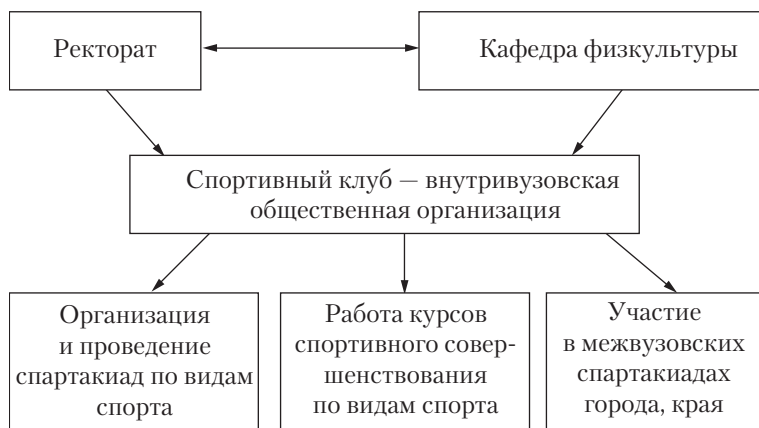 Ректорат
Кафедра физкультуры
Спортивный клуб — внутривузовская
общественная организация
Организация
и проведение
спартакиад по видам
спорта
Работа курсов
спортивного совер-
шенствования
по видам спорта
Участие
в межвузовских
спартакиадах
города, края